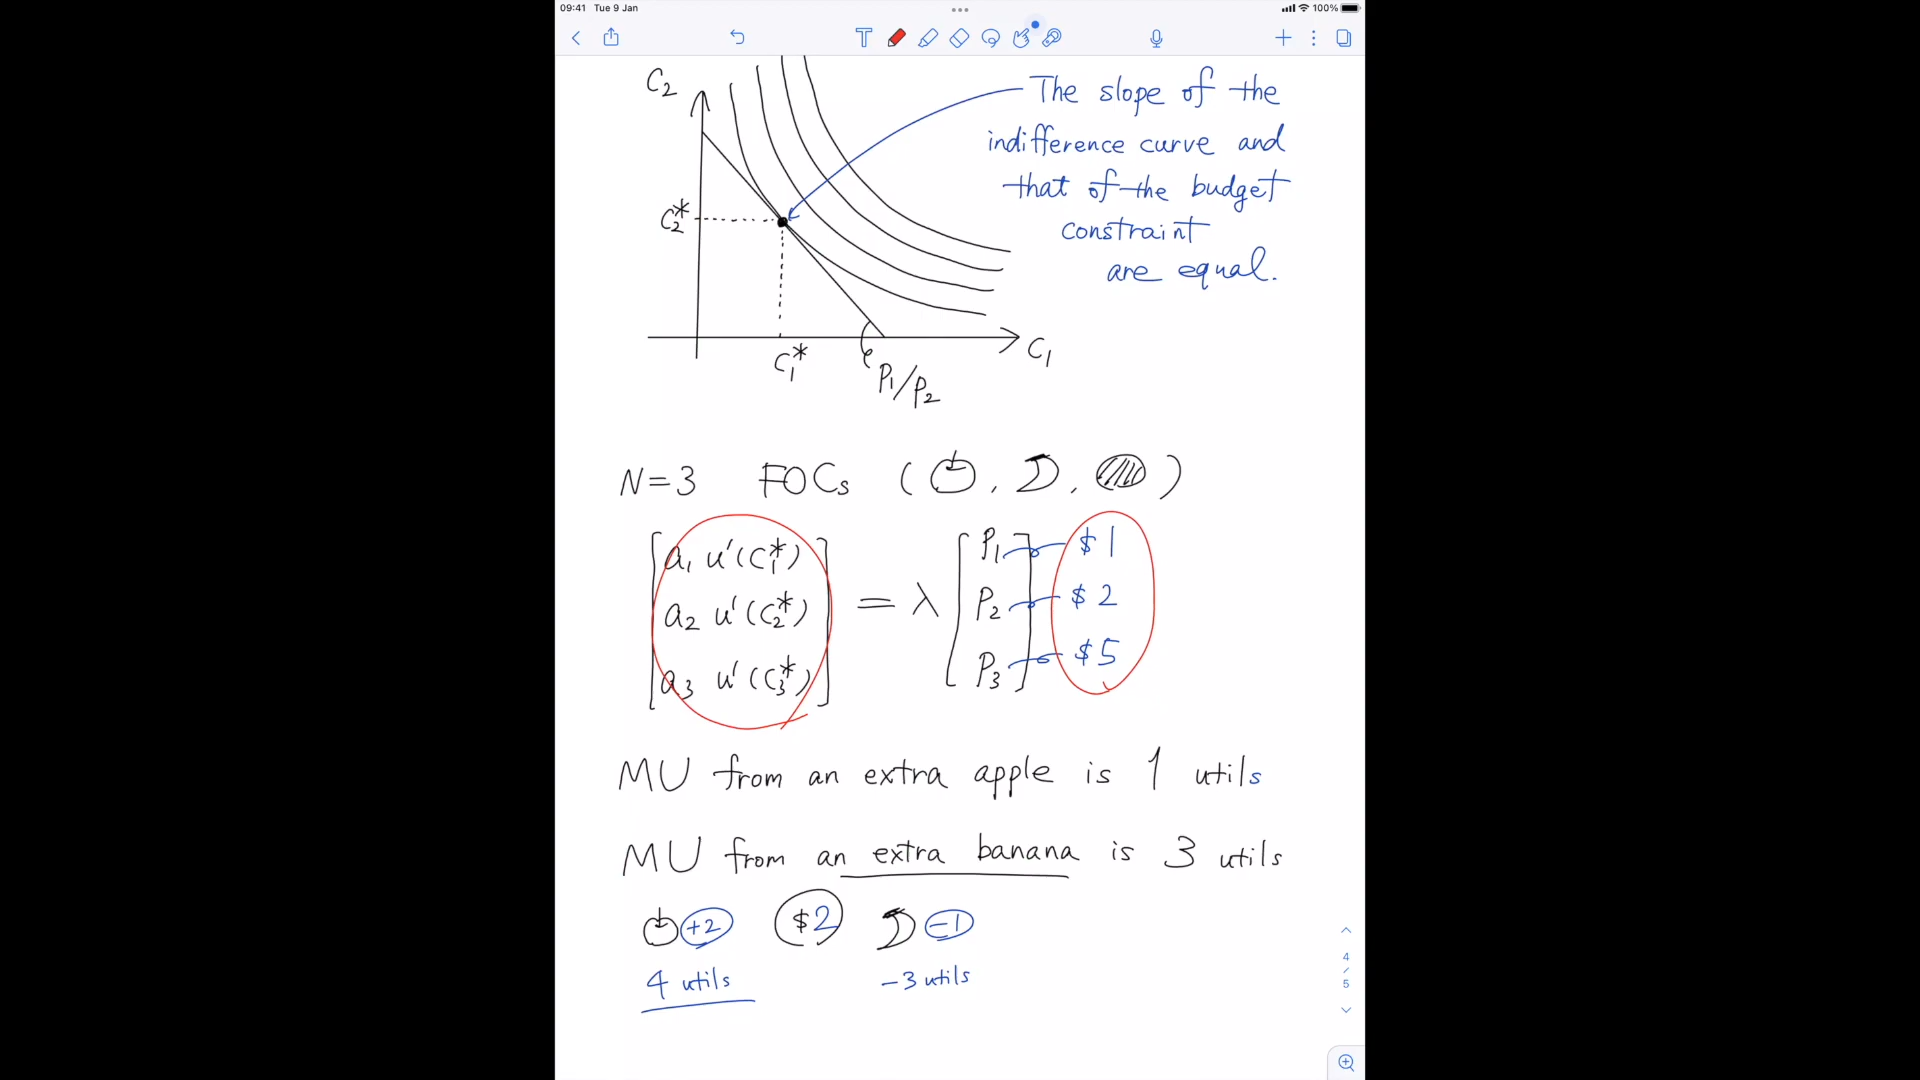 09:41 Tue 9 Jan 100%
C₂
The slope of the
indifference curve and
that of the budget
constraint
are equal.
C₂*
C₁*
C₁
P₁/P₂
N=3 FOCs ( , , )
a₁ u'(C₁*)
a₂ u'(C₂*)
a₃ u'(C₃*)
= λ
P₁ $1
P₂ $2
P₃ $5
MU from an extra apple is 1 utils
MU from an extra banana is 3 utils
+2 $2 -1
4 utils -3 utils
4
/
5